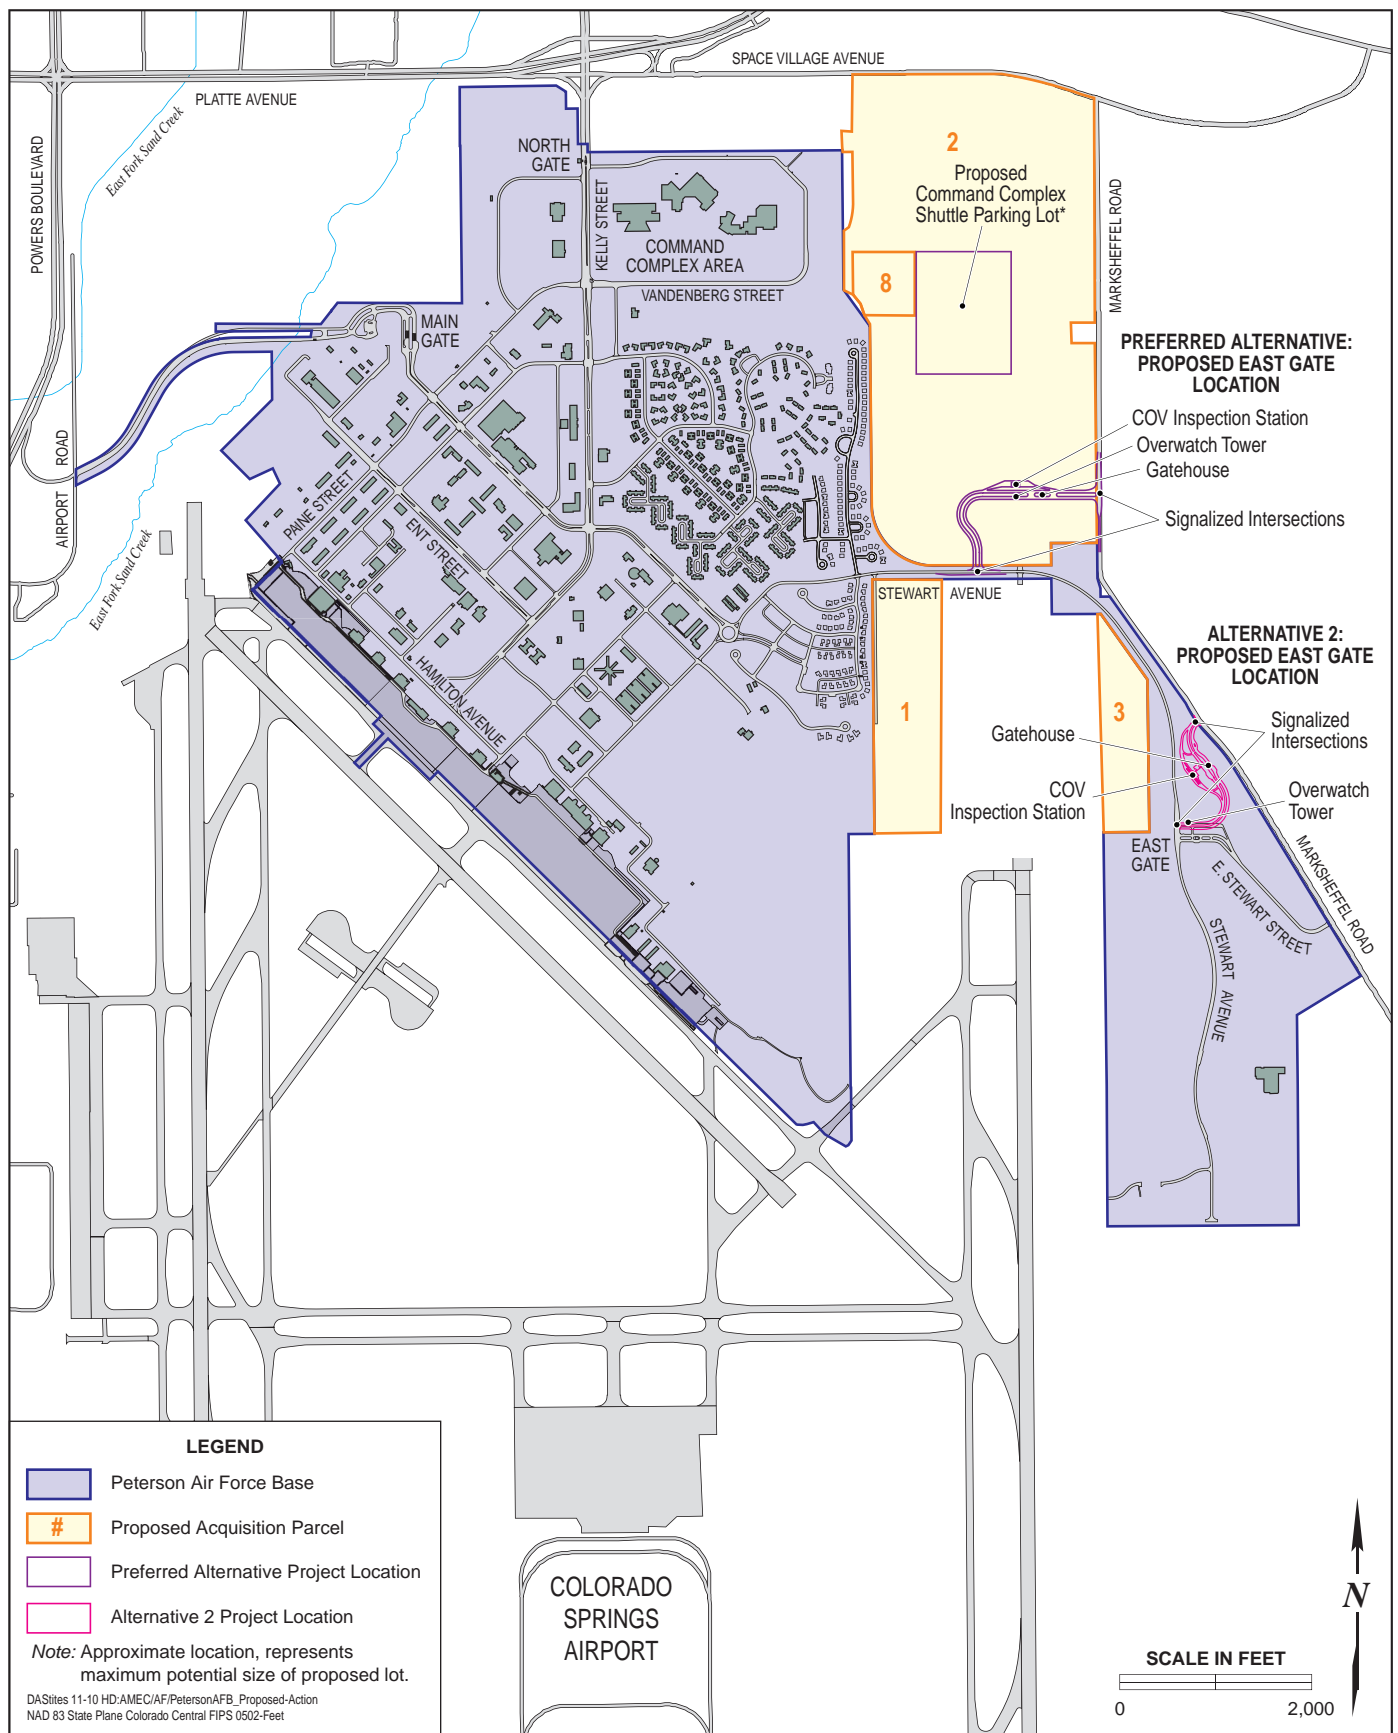 SPACE VILLAGE AVENUE
PLATTE AVENUE
East Fork Sand Creek
POWERS BOULEVARD
NORTH
GATE
KELLY STREET
COMMAND
COMPLEX AREA
VANDENBERG STREET
2
Proposed
Command Complex
Shuttle Parking Lot*
8
MARKSHEFFEL ROAD
MAIN
GATE
PREFERRED ALTERNATIVE:
PROPOSED EAST GATE
LOCATION
COV Inspection Station
Overwatch Tower
Gatehouse
Signalized Intersections
AIRPORT ROAD
East Fork Sand Creek
PAINE STREET
ENT STREET
HAMILTON AVENUE
STEWART AVENUE
1
3
ALTERNATIVE 2:
PROPOSED EAST GATE
LOCATION
Signalized
Intersections
Gatehouse
COV
Inspection Station
Overwatch
Tower
EAST
GATE
E. STEWART STREET
MARKSHEFFEL ROAD
STEWART AVENUE
LEGEND
Peterson Air Force Base
# Proposed Acquisition Parcel
Preferred Alternative Project Location
Alternative 2 Project Location
Note: Approximate location, represents
maximum potential size of proposed lot.
DAStites 11-10 HD:AMEC/AF/PetersonAFB_Proposed-Action
NAD 83 State Plane Colorado Central FIPS 0502-Feet
COLORADO
SPRINGS
AIRPORT
N
SCALE IN FEET
0 2,000